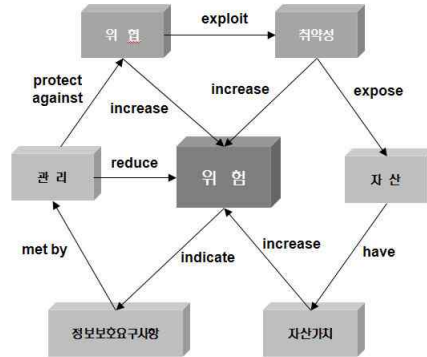 위 협
exploit
취약성
protect
against
increase
increase
expose
관 리
reduce
위 험
자 산
met by
indicate
increase
have
정보보호요구사항
자산가치